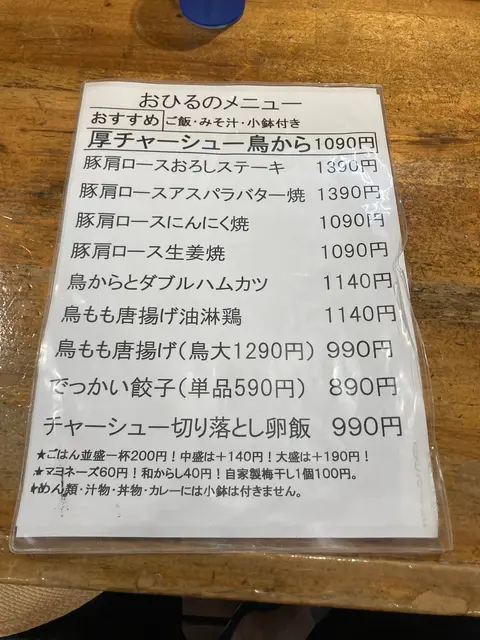 おひるのメニュー
おすすめ ご飯・みそ汁・小鉢付き
厚チャーシュー鳥から 1090円
豚肩ロースおろしステーキ 1390円
豚肩ロースアスパラバター焼 1390円
豚肩ロースにんにく焼 1090円
豚肩ロース生姜焼 1090円
鳥からとダブルハムカツ 1140円
鳥もも唐揚げ油淋鶏 1140円
鳥もも唐揚げ(鳥大1290円) 990円
でっかい餃子(単品590円) 890円
チャーシュー切り落とし卵飯 990円
★ごはん並盛一杯200円！中盛は＋140円！大盛は＋190円！
★マヨネーズ60円！和からし40円！自家製梅干し1個100円。
★めん類・汁物・丼物・カレーには小鉢は付きません。